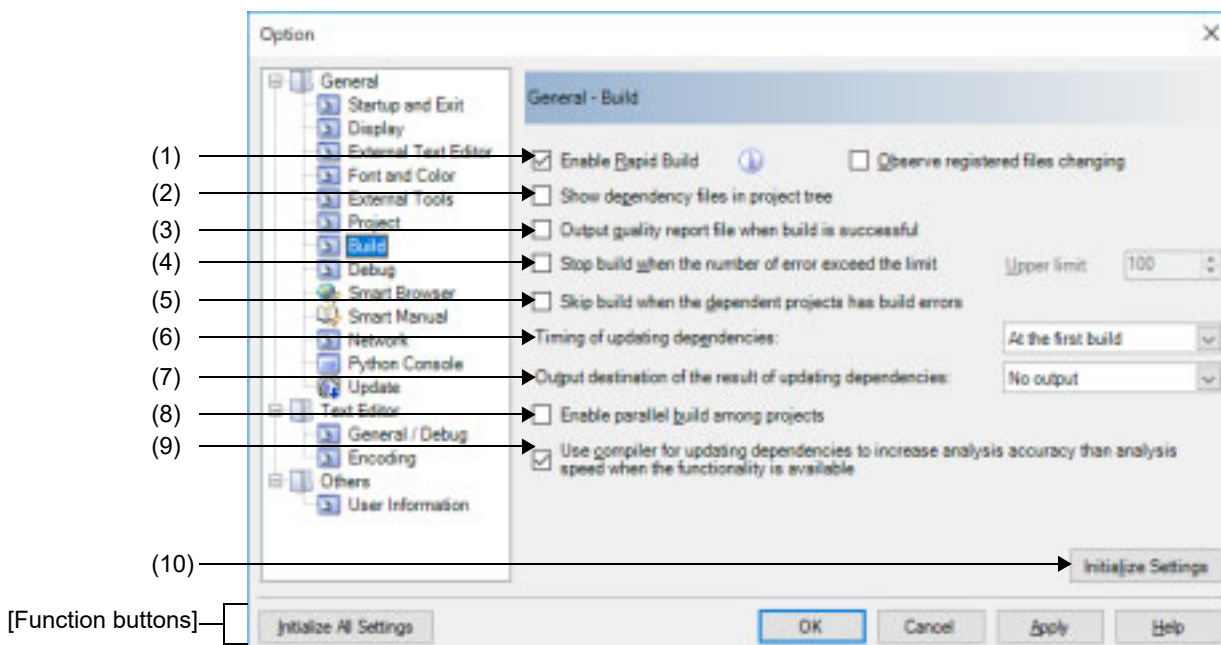 Option
General
Startup and Exit
Display
External Text Editor
Font and Color
External Tools
Project
Build
Debug
Smart Browser
Smart Manual
Network
Python Console
Update
Text Editor
General / Debug
Encoding
Others
User Information
General - Build
(1)
Enable Rapid Build
Observe registered files changing
(2)
Show dependency files in project tree
(3)
Output quality report file when build is successful
(4)
Stop build when the number of error exceed the limit
Upper limit
100
(5)
Skip build when the dependent projects has build errors
(6)
Timing of updating dependencies:
At the first build
(7)
Output destination of the result of updating dependencies:
No output
(8)
Enable parallel build among projects
(9)
Use compiler for updating dependencies to increase analysis accuracy than analysis
speed when the functionality is available
(10)
Initialize Settings
[Function buttons]
Initialize All Settings
OK
Cancel
Apply
Help